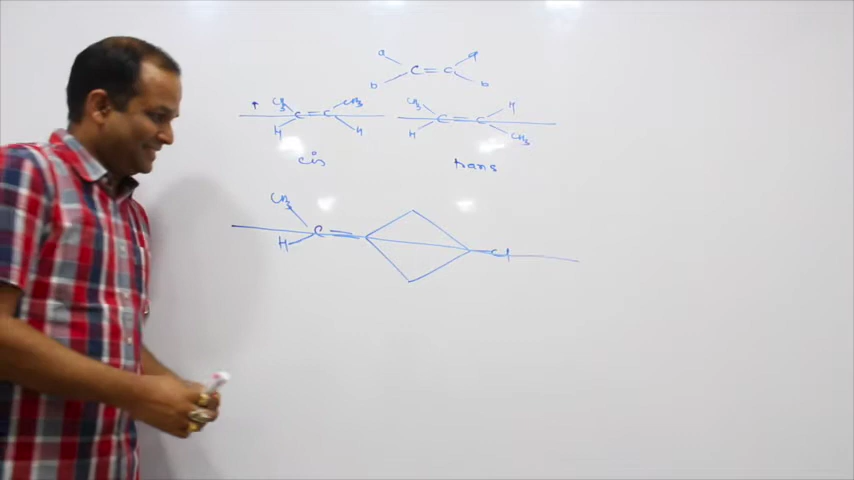 a a
C = C
b b
CH3 CH3 CH3 H
C = C C = C
H H H CH3
cis trans
CH3
C Cl
H